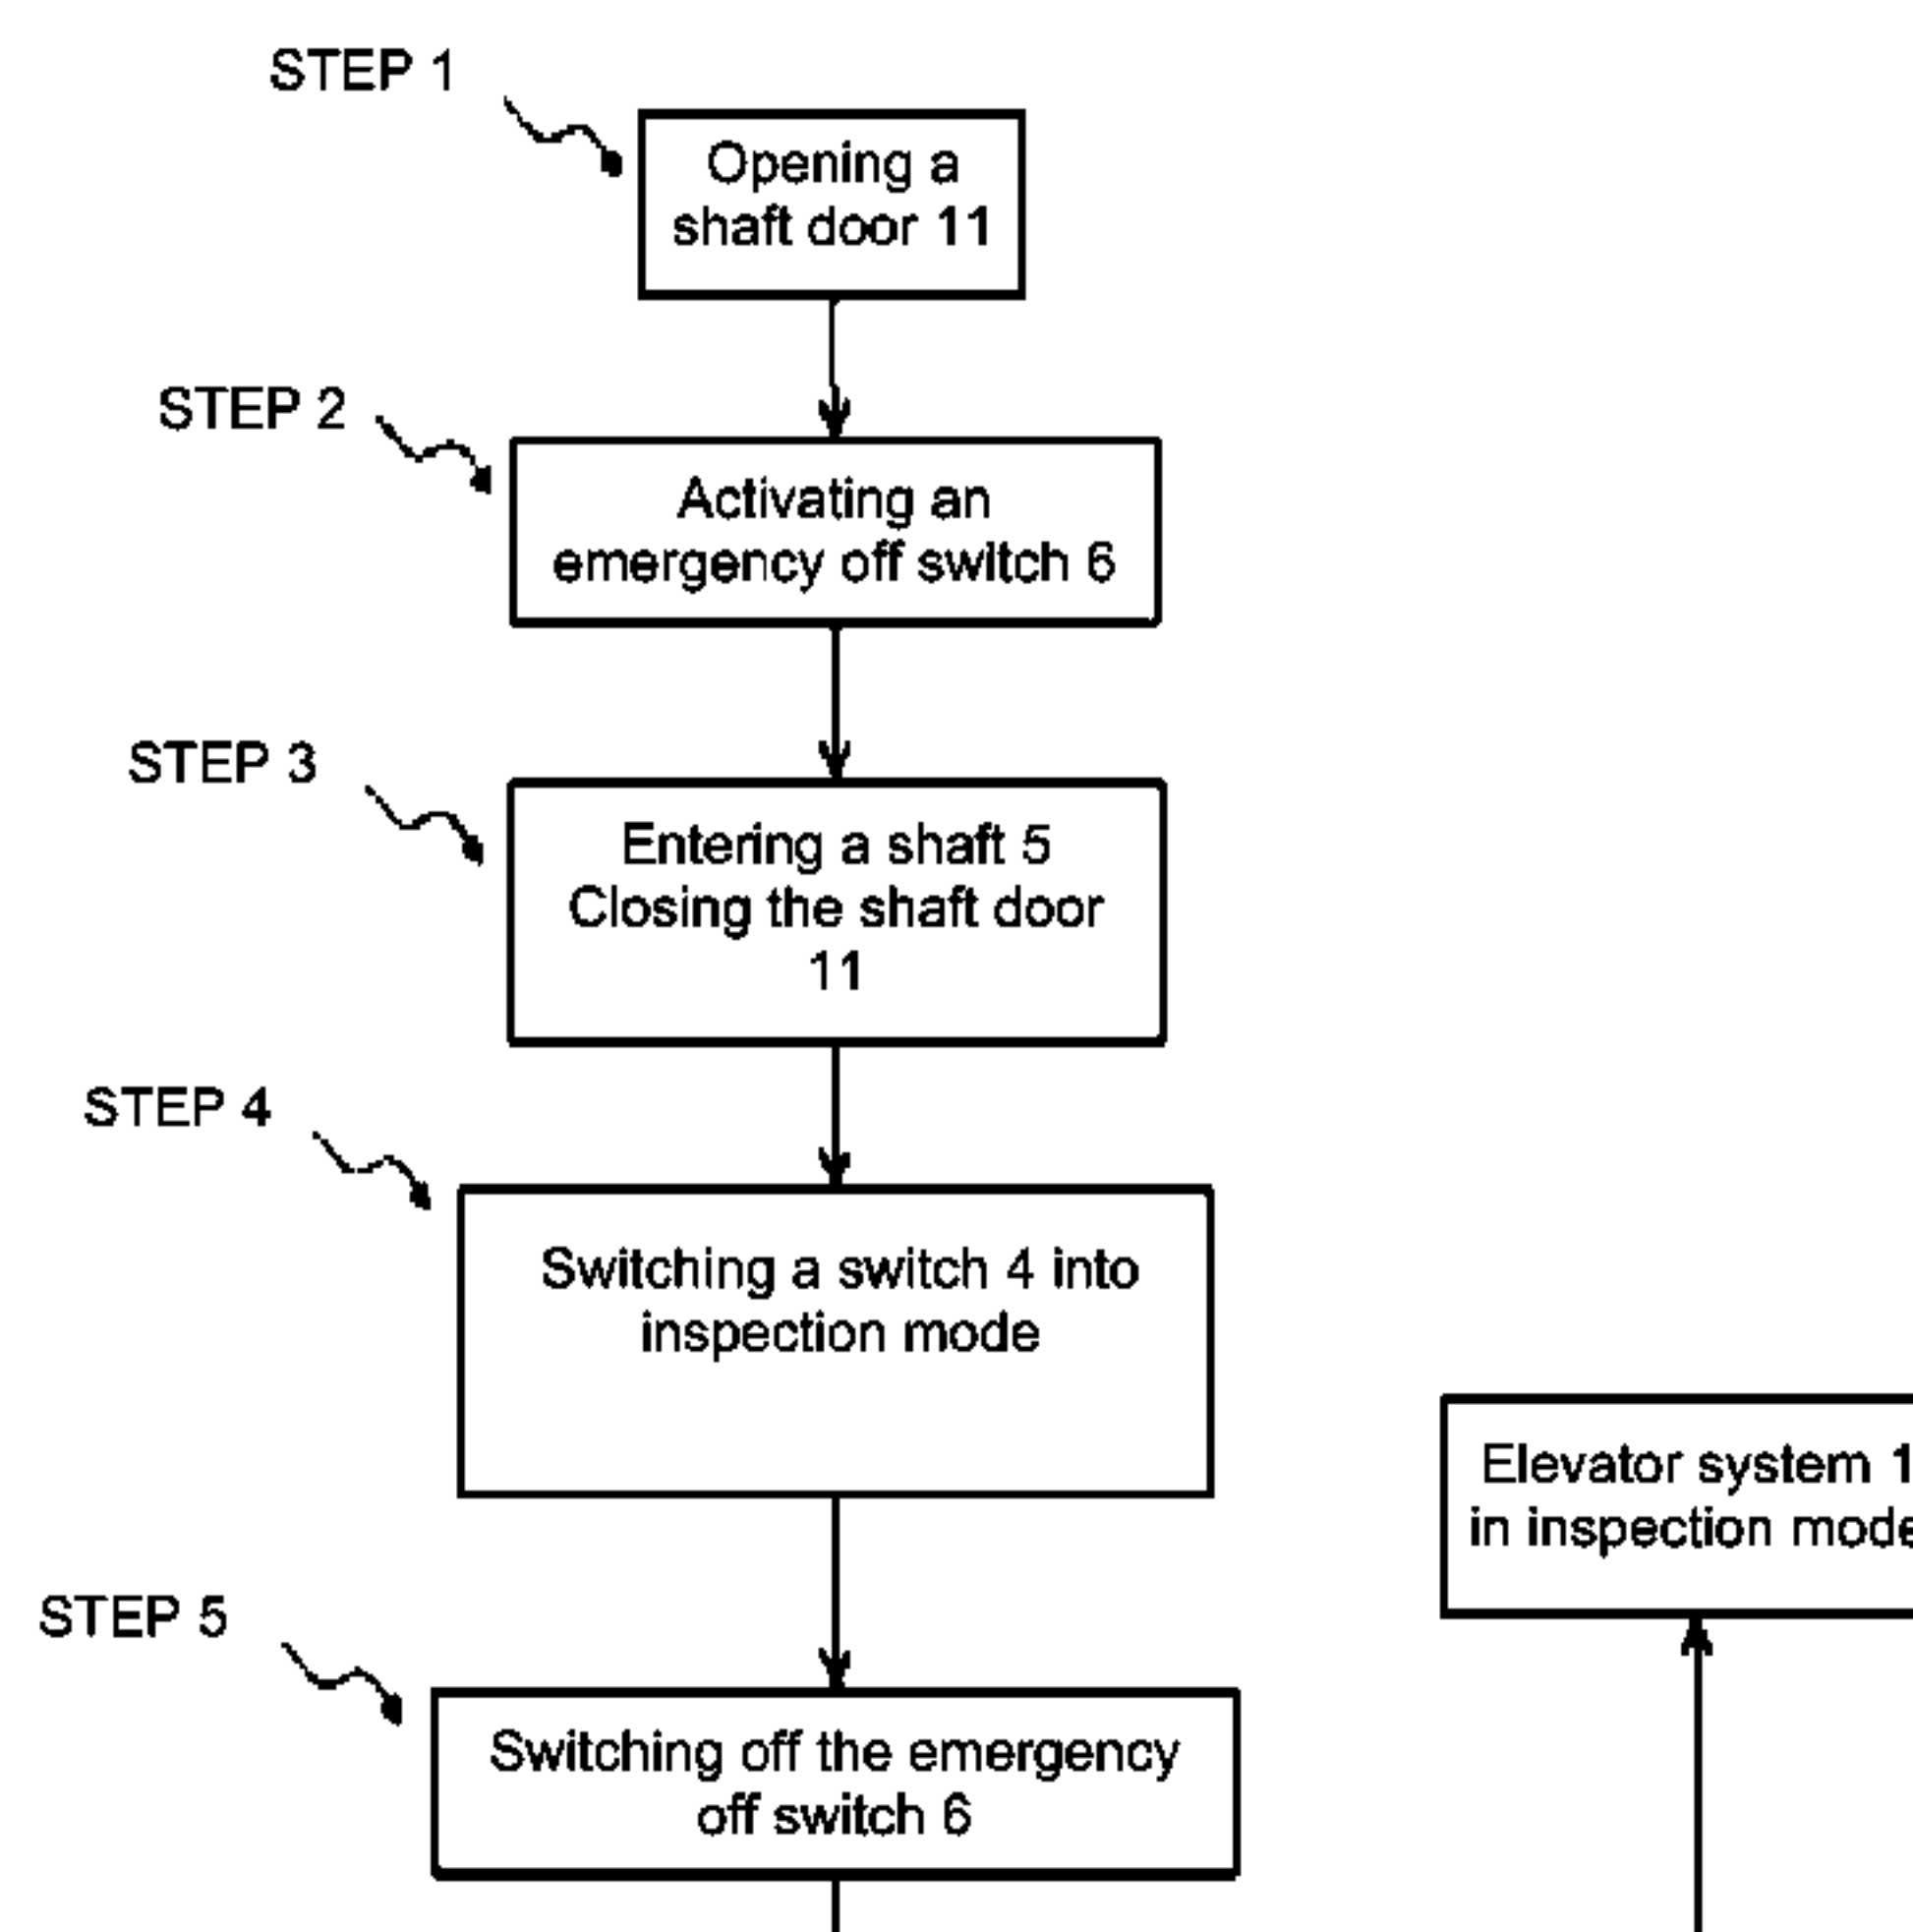 STEP 1
Opening a
shaft door 11
STEP 2
Activating an
emergency off switch 6
STEP 3
Entering a shaft 5
Closing the shaft door
11
STEP 4
Switching a switch 4 into
inspection mode
Elevator system 1
in inspection mode
STEP 5
Switching off the emergency
off switch 6